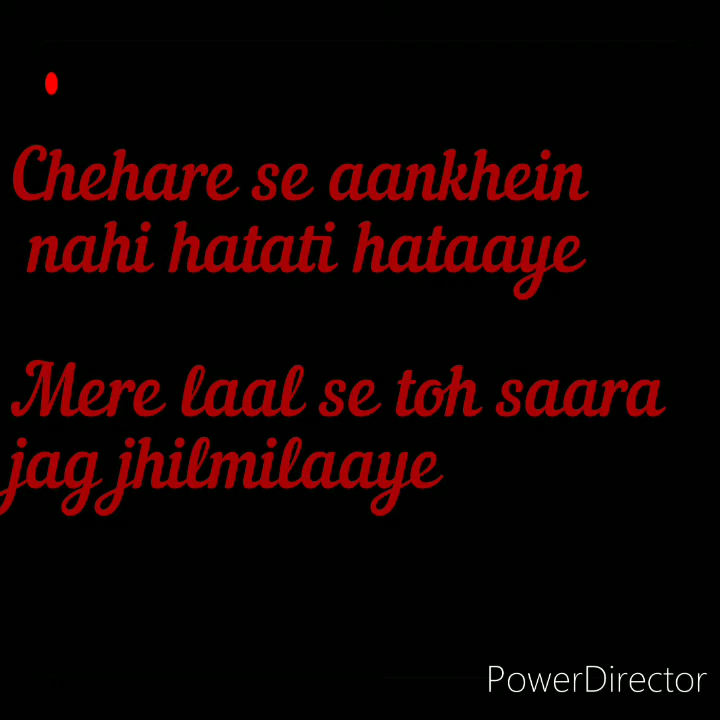 Chehare se aankhein
nahi hatati hataaye
Mere laal se toh saara
jag jhilmilaaye
PowerDirector